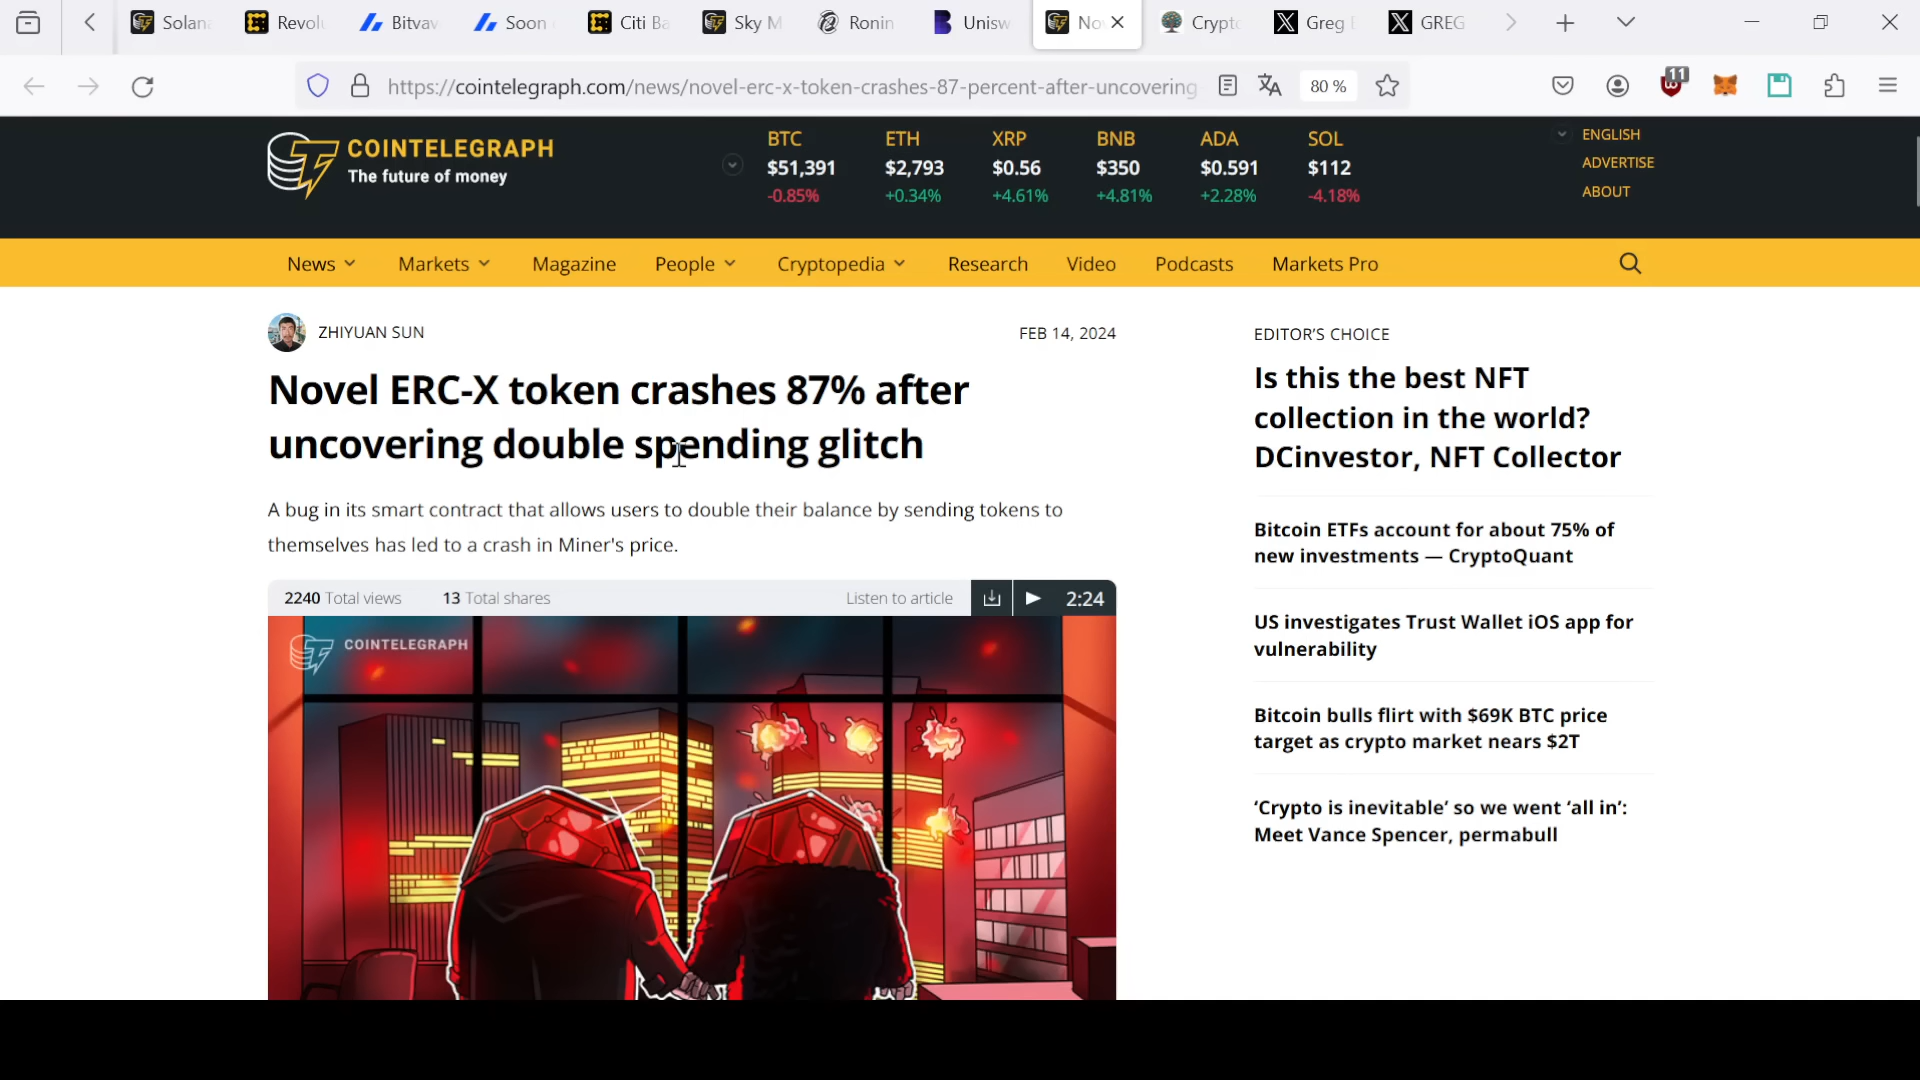 Solan
Revolu
Bitvav
Soon
Citi Ba
Sky M
Ronin
Unisw
No
Crypto
Greg
GREG
https://cointelegraph.com/news/novel-erc-x-token-crashes-87-percent-after-uncovering
80 %
11
COINTELEGRAPH
The future of money
BTC
$51,391
-0.85%
ETH
$2,793
+0.34%
XRP
$0.56
+4.61%
BNB
$350
+4.81%
ADA
$0.591
+2.28%
SOL
$112
-4.18%
ENGLISH
ADVERTISE
ABOUT
News
Markets
Magazine
People
Cryptopedia
Research
Video
Podcasts
Markets Pro
ZHIYUAN SUN
FEB 14, 2024
Novel ERC-X token crashes 87% after
uncovering double spending glitch
A bug in its smart contract that allows users to double their balance by sending tokens to
themselves has led to a crash in Miner's price.
2240 Total views
13 Total shares
Listen to article
2:24
COINTELEGRAPH
EDITOR'S CHOICE
Is this the best NFT
collection in the world?
DCinvestor, NFT Collector
Bitcoin ETFs account for about 75% of
new investments — CryptoQuant
US investigates Trust Wallet iOS app for
vulnerability
Bitcoin bulls flirt with $69K BTC price
target as crypto market nears $2T
‘Crypto is inevitable’ so we went ‘all in’:
Meet Vance Spencer, permabull